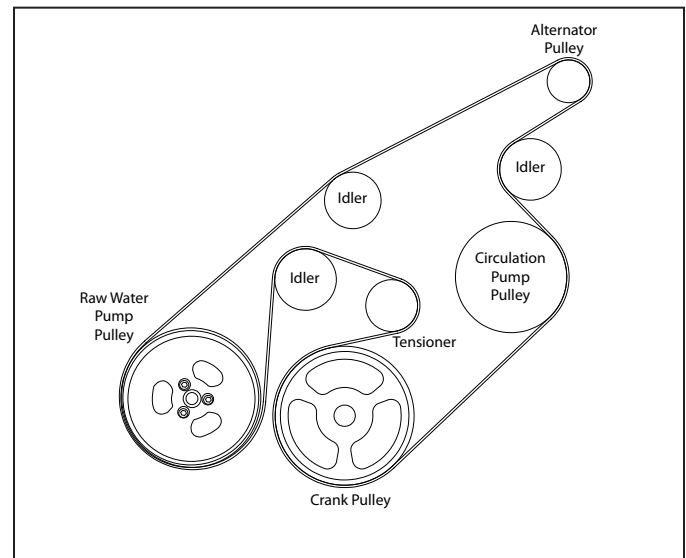 Alternator
Pulley
Idler
Idler
Circulation
Pump
Pulley
Idler
Raw Water
Pump
Pulley
Tensioner
Crank Pulley